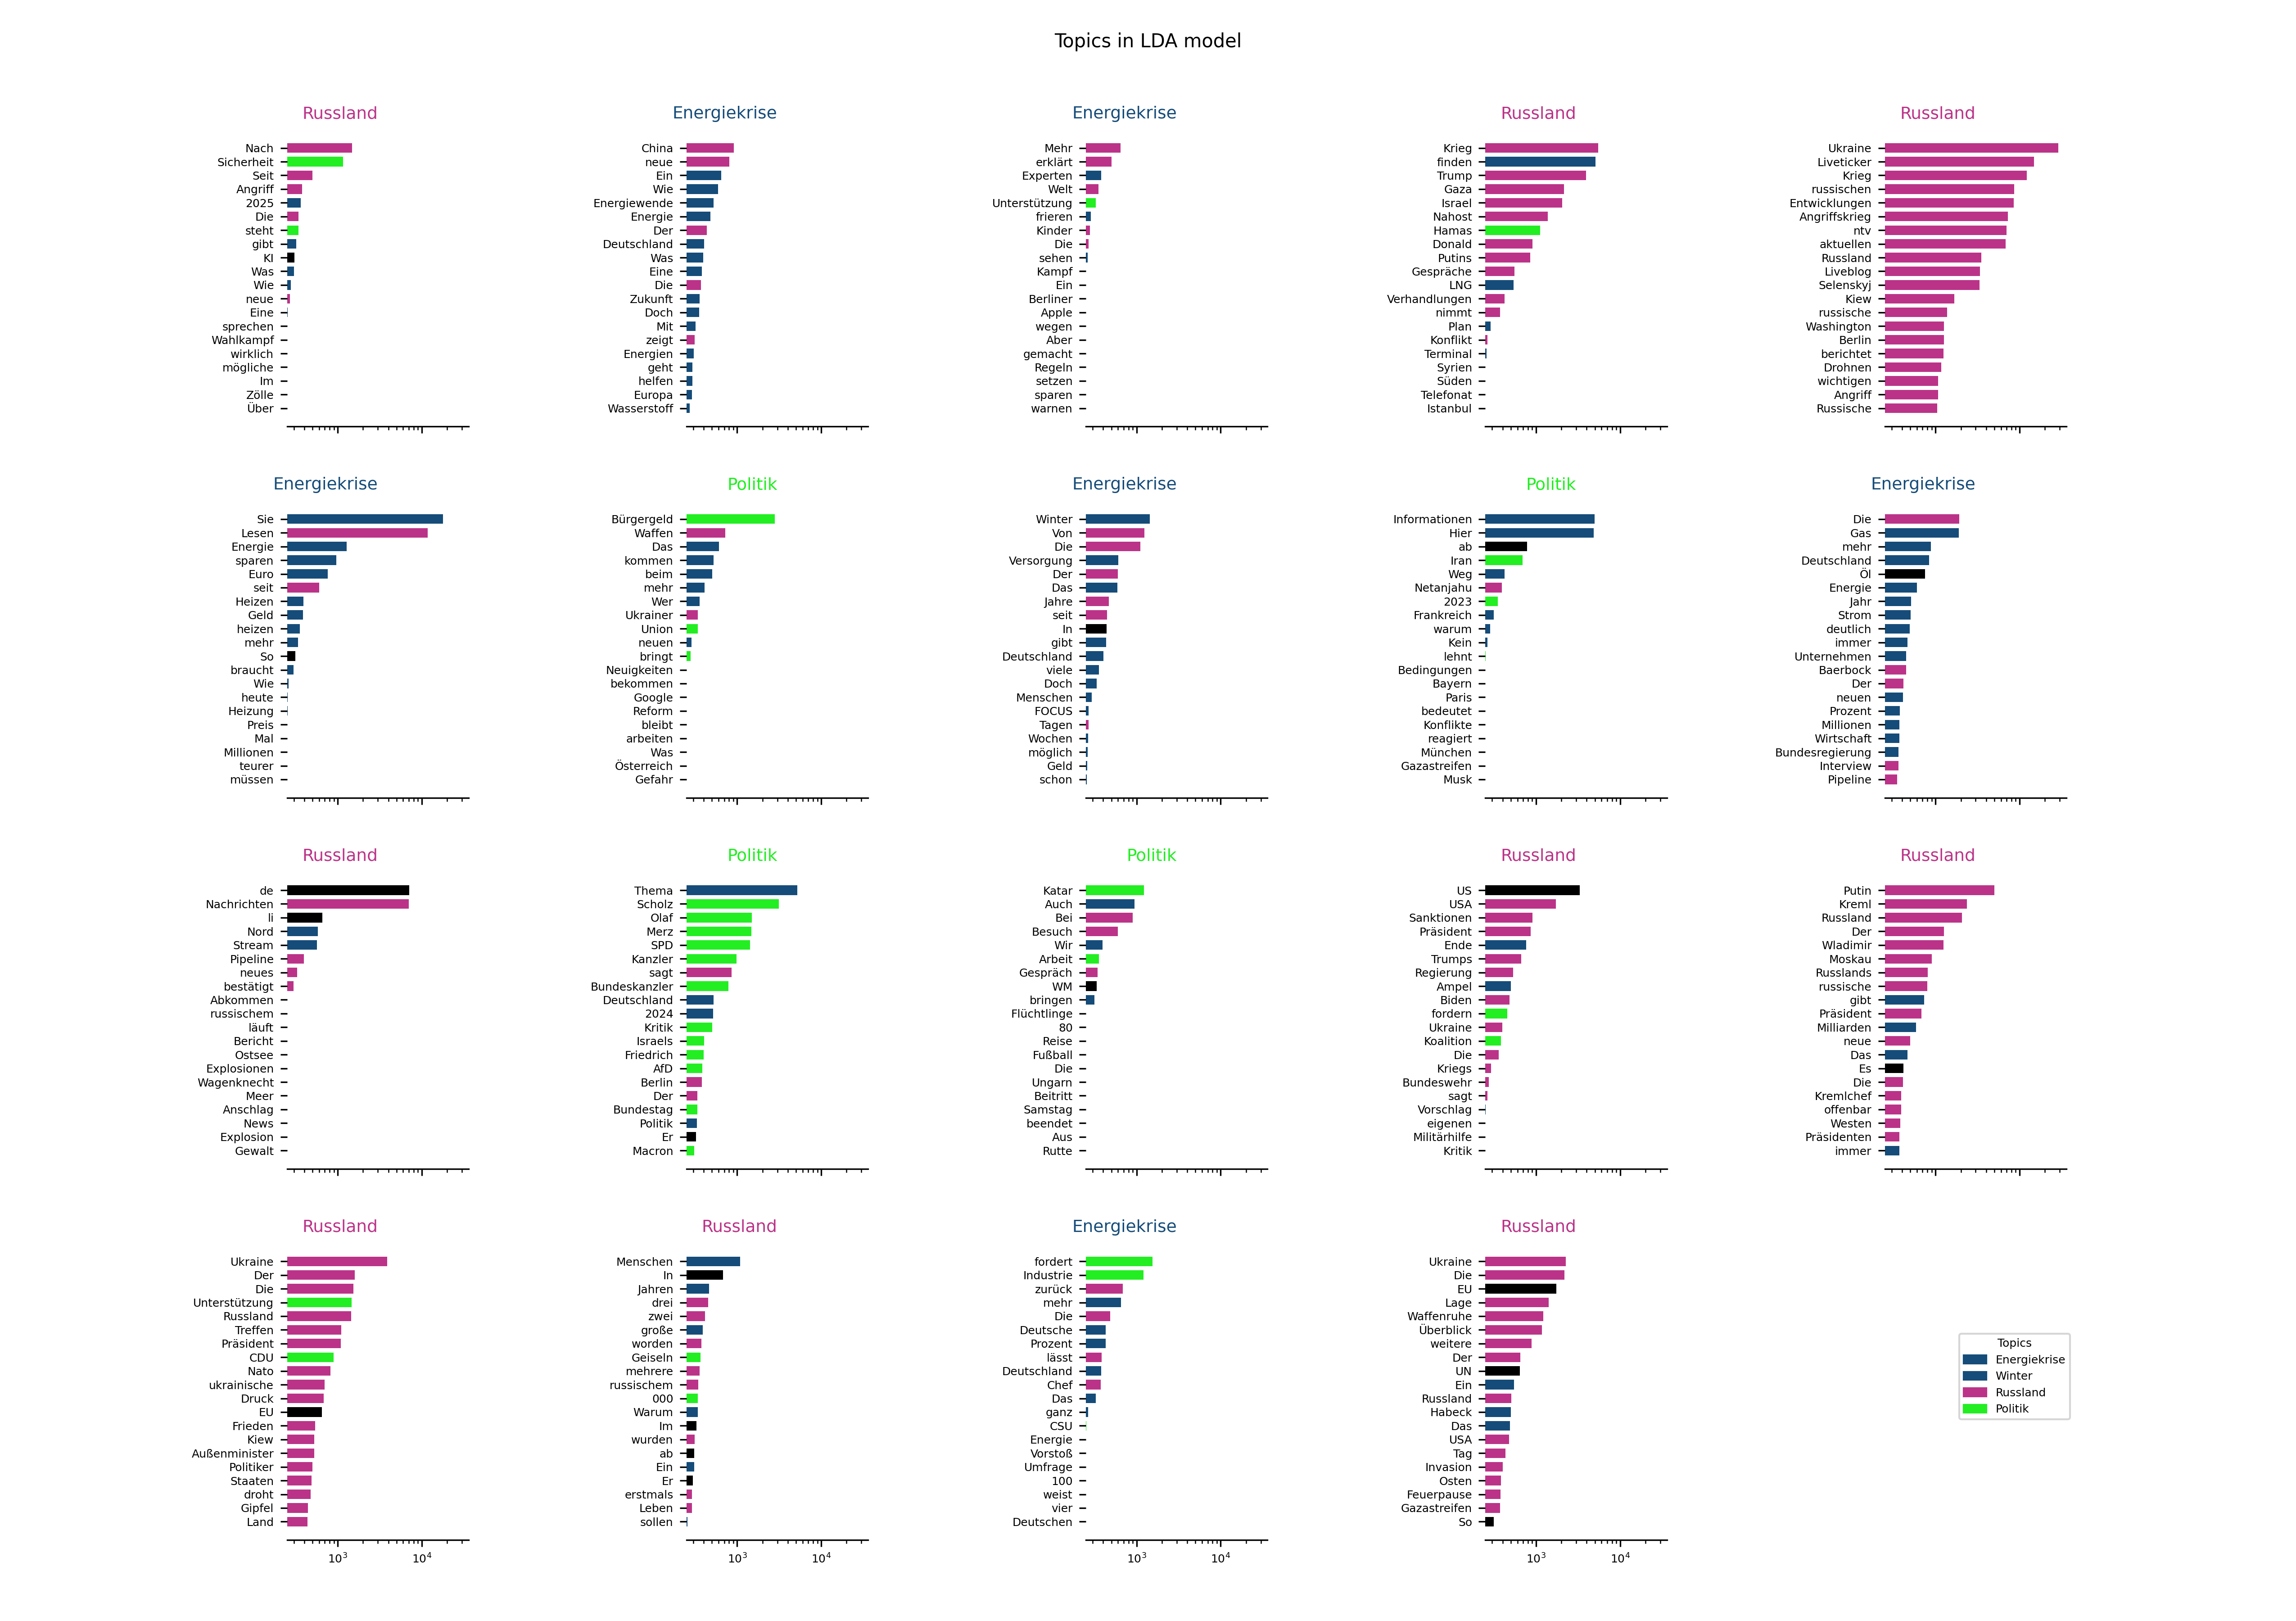 Topics in LDA model
Russland
Nach
Sicherheit
Seit
Angriff
2025
Die
steht
gibt
KI
Was
Wie
neue
Eine
sprechen
Wahlkampf
wirklich
mögliche
Im
Zölle
Über
Energiekrise
China
neue
Ein
Wie
Energiewende
Energie
Der
Deutschland
Was
Eine
Die
Zukunft
Doch
Mit
zeigt
Energien
geht
helfen
Europa
Wasserstoff
Energiekrise
Mehr
erklärt
Experten
Welt
Unterstützung
frieren
Kinder
Die
sehen
Kampf
Ein
Berliner
Apple
wegen
Aber
gemacht
Regeln
setzen
sparen
warnen
Russland
Krieg
finden
Trump
Gaza
Israel
Nahost
Hamas
Donald
Putins
Gespräche
LNG
Verhandlungen
nimmt
Plan
Konflikt
Terminal
Syrien
Süden
Telefonat
Istanbul
Russland
Ukraine
Liveticker
Krieg
russischen
Entwicklungen
Angriffskrieg
ntv
aktuellen
Russland
Liveblog
Selenskyj
Kiew
russische
Washington
Berlin
berichtet
Drohnen
wichtigen
Angriff
Russische
Energiekrise
Sie
Lesen
Energie
sparen
Euro
seit
Heizen
Geld
heizen
mehr
So
braucht
Wie
heute
Heizung
Preis
Mal
Millionen
teurer
müssen
Politik
Bürgergeld
Waffen
Das
kommen
beim
mehr
Wer
Ukrainer
Union
neuen
bringt
Neuigkeiten
bekommen
Google
Reform
bleibt
arbeiten
Was
Österreich
Gefahr
Energiekrise
Winter
Von
Die
Versorgung
Der
Das
Jahre
seit
In
gibt
Deutschland
viele
Doch
Menschen
FOCUS
Tagen
Wochen
möglich
Geld
schon
Politik
Informationen
Hier
ab
Iran
Weg
Netanjahu
2023
Frankreich
warum
Kein
lehnt
Bedingungen
Bayern
Paris
bedeutet
Konflikte
reagiert
München
Gazastreifen
Musk
Energiekrise
Die
Gas
mehr
Deutschland
Öl
Energie
Jahr
Strom
deutlich
immer
Unternehmen
Baerbock
Der
neuen
Prozent
Millionen
Wirtschaft
Bundesregierung
Interview
Pipeline
Russland
de
Nachrichten
li
Nord
Stream
Pipeline
neues
bestätigt
Abkommen
russischem
läuft
Bericht
Ostsee
Explosionen
Wagenknecht
Meer
Anschlag
News
Explosion
Gewalt
Politik
Thema
Scholz
Olaf
Merz
SPD
Kanzler
sagt
Bundeskanzler
Deutschland
2024
Kritik
Israels
Friedrich
AfD
Berlin
Der
Bundestag
Politik
Er
Macron
Politik
Katar
Auch
Bei
Besuch
Wir
Arbeit
Gespräch
WM
bringen
Flüchtlinge
80
Reise
Fußball
Die
Ungarn
Beitritt
Samstag
beendet
Aus
Rutte
Russland
US
USA
Sanktionen
Präsident
Ende
Trumps
Regierung
Ampel
Biden
fordern
Ukraine
Koalition
Die
Kriegs
Bundeswehr
sagt
Vorschlag
eigenen
Militärhilfe
Kritik
Russland
Putin
Kreml
Russland
Der
Wladimir
Moskau
Russlands
russische
gibt
Präsident
Milliarden
neue
Das
Es
Die
Kremlchef
offenbar
Westen
Präsidenten
immer
Russland
Ukraine
Der
Die
Unterstützung
Russland
Treffen
Präsident
CDU
Nato
ukrainische
Druck
EU
Frieden
Kiew
Außenminister
Politiker
Staaten
droht
Gipfel
Land
10³ 10⁴
Russland
Menschen
In
Jahren
drei
zwei
große
worden
Geiseln
mehrere
russischem
000
Warum
Im
wurden
ab
Ein
Er
erstmals
Leben
sollen
10³ 10⁴
Energiekrise
fordert
Industrie
zurück
mehr
Die
Deutsche
Prozent
lässt
Deutschland
Chef
Das
ganz
CSU
Energie
Vorstoß
Umfrage
100
weist
vier
Deutschen
10³ 10⁴
Russland
Ukraine
Die
EU
Lage
Waffenruhe
Überblick
weitere
Der
UN
Ein
Russland
Habeck
Das
USA
Tag
Invasion
Osten
Feuerpause
Gazastreifen
So
10³ 10⁴
Topics
Energiekrise
Winter
Russland
Politik